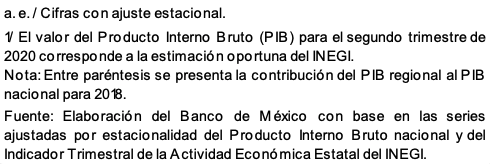 a. e. / Cifras con ajuste estacional.
1/ El valor del Producto Interno Bruto (PIB) para el segundo trimestre de
2020 corresponde a la estimación oportuna del INEGI.
Nota: Entre paréntesis se presenta la contribución del PIB regional al PIB
nacional para 2018.
Fuente: Elaboración del Banco de México con base en las series
ajustadas por estacionalidad del Producto Interno Bruto nacional y del
Indicador Trimestral de la Actividad Económica Estatal del INEGI.